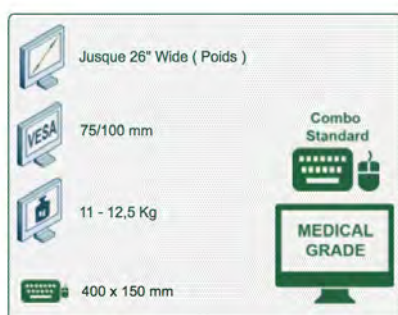 Jusque 26" Wide ( Poids )
VESA
75/100 mm
11 - 12,5 Kg
400 x 150 mm
Combo
Standard
MEDICAL
GRADE